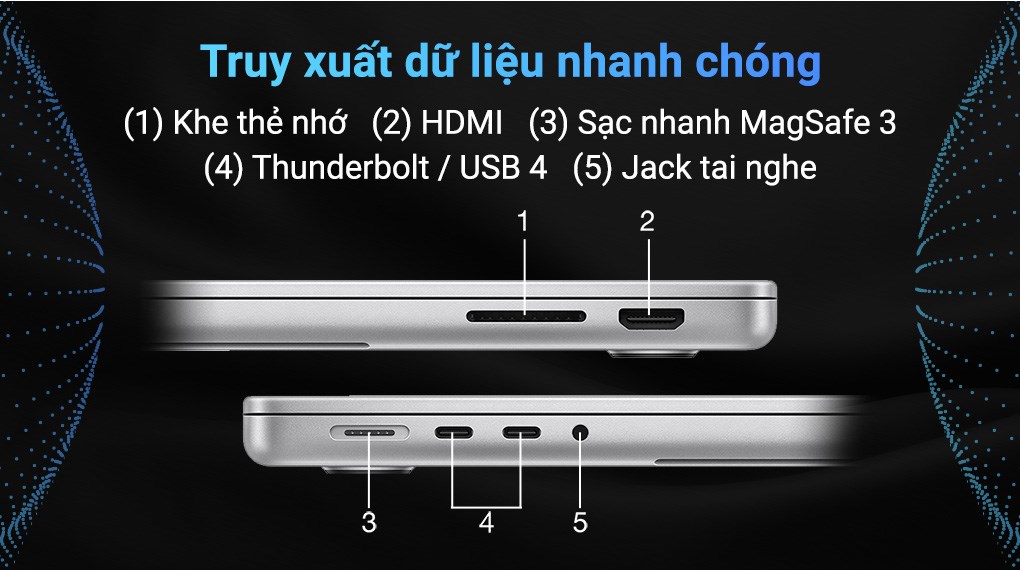 Truy xuất dữ liệu nhanh chóng
(1) Khe thẻ nhớ (2) HDMI (3) Sạc nhanh MagSafe 3
(4) Thunderbolt / USB 4 (5) Jack tai nghe
1 2
3 4 5